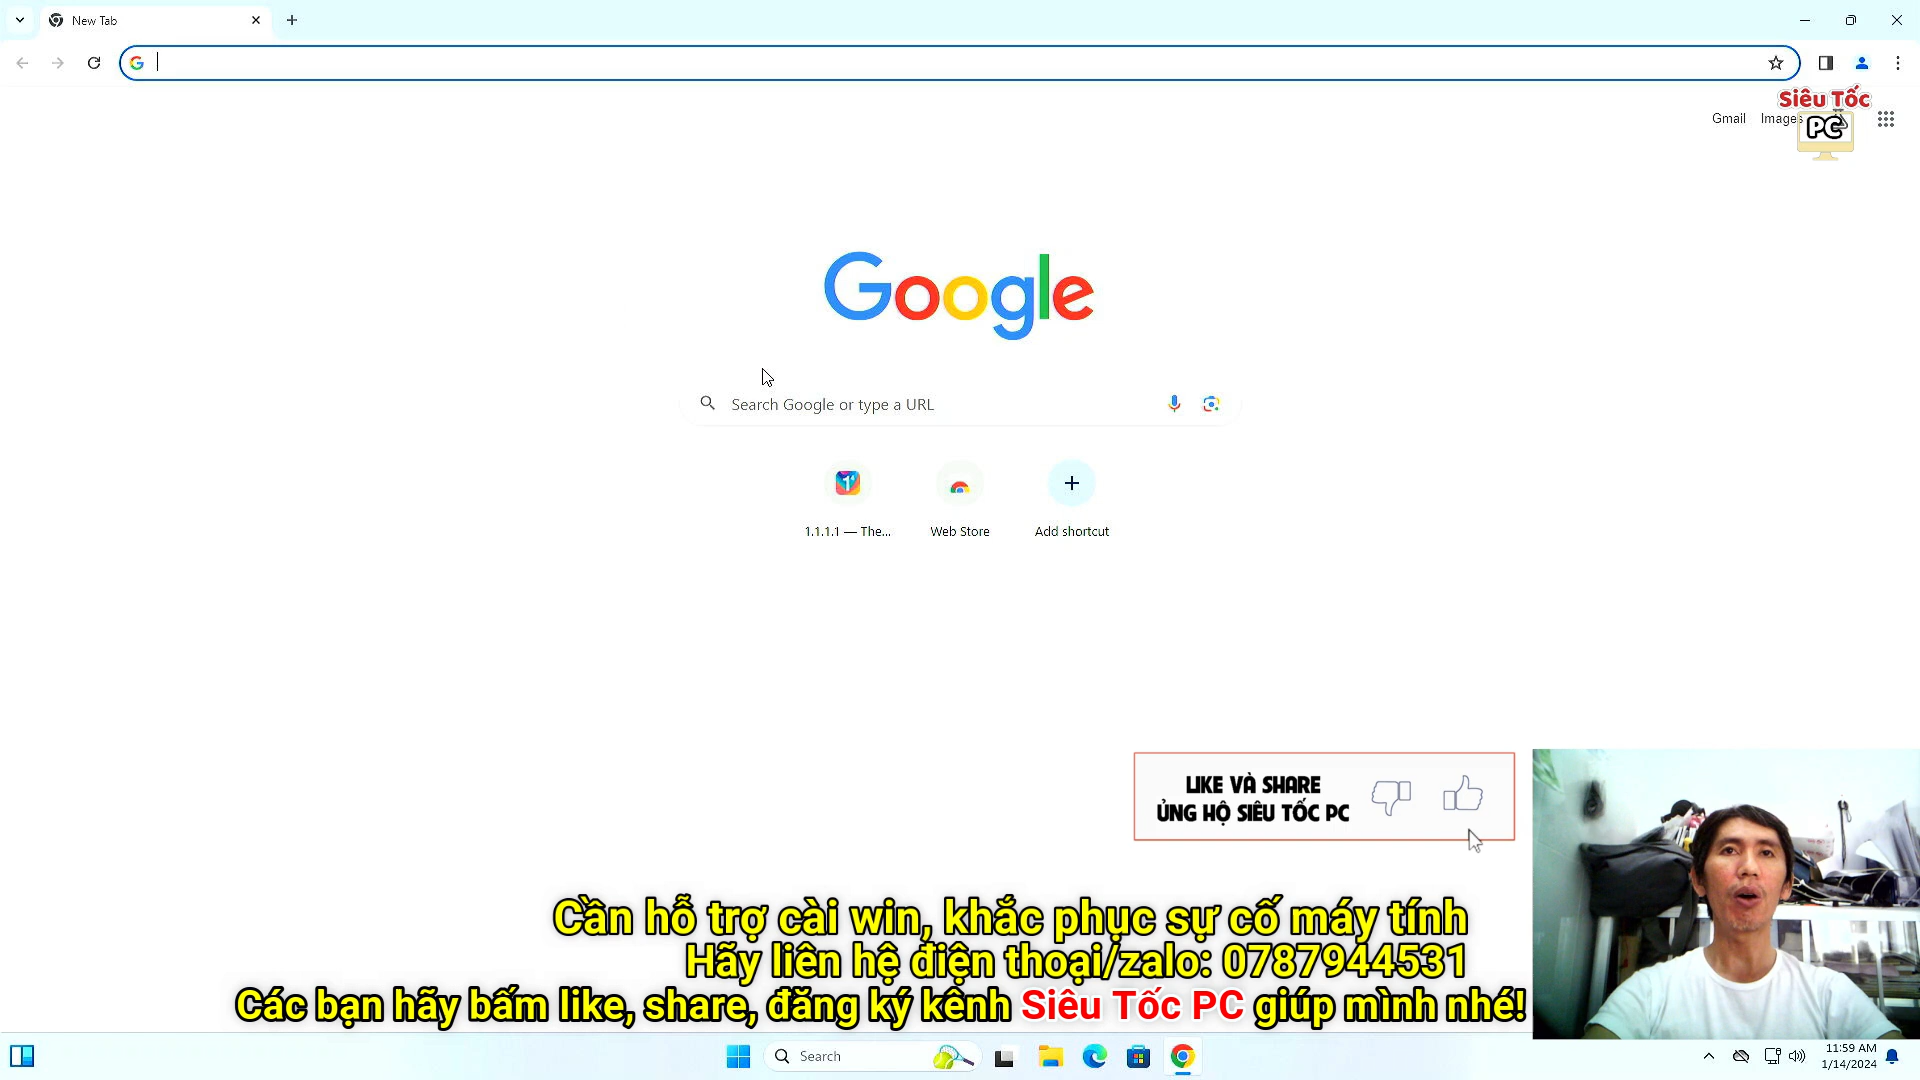 New Tab
Siêu Tốc
PC
Gmail
Images
Google
Search Google or type a URL
1.1.1.1 — The...
Web Store
Add shortcut
LIKE VÀ SHARE
ỦNG HỘ SIÊU TỐC PC
Cần hỗ trợ cài win, khắc phục sự cố máy tính
Hãy liên hệ điện thoại/zalo: 0787944531
Các bạn hãy bấm like, share, đăng ký kênh Siêu Tốc PC giúp mình nhé!
Search
11:59 AM
1/14/2024